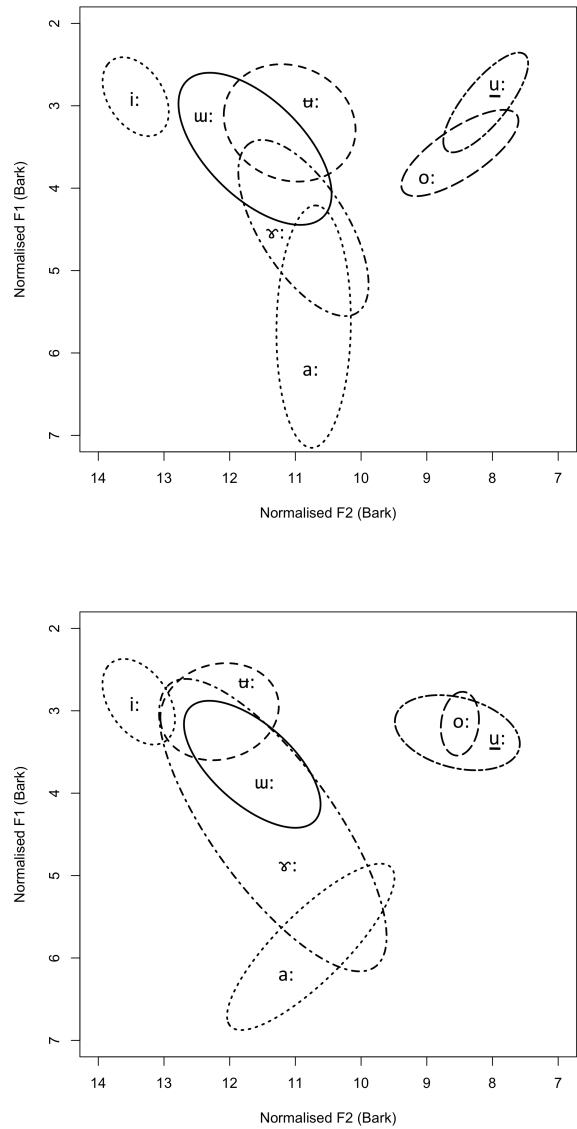 2
3
4
5
6
7
Normalised F1 (Bark)
i:
ɯ:
ʉ:
u̲:
o:
ɤ:
a:
14 13 12 11 10 9 8 7
Normalised F2 (Bark)
2
3
4
5
6
7
Normalised F1 (Bark)
i:
ʉ:
o:
u̲:
ɯ:
ɤ:
a:
14 13 12 11 10 9 8 7
Normalised F2 (Bark)